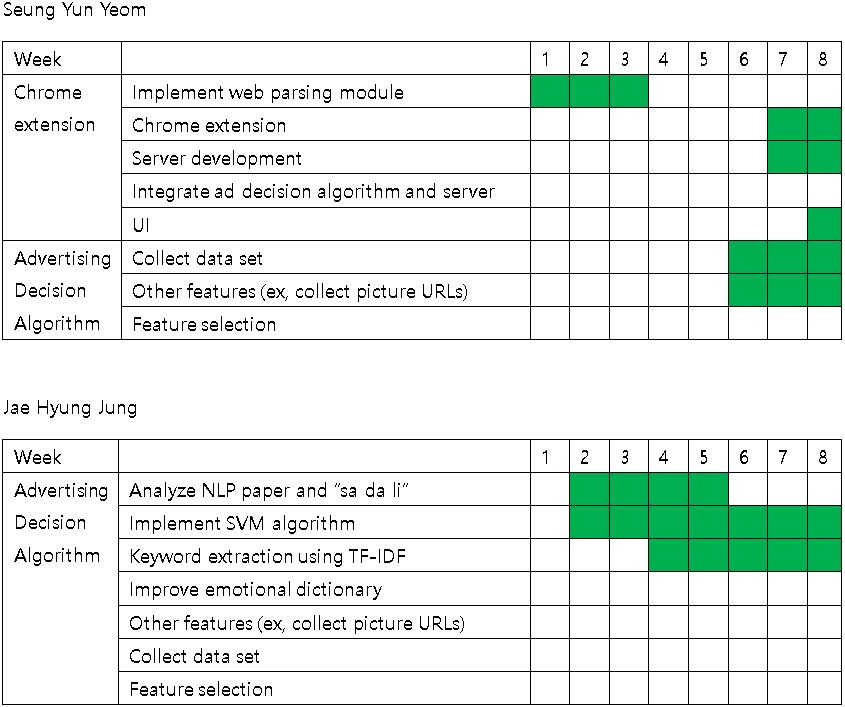 Seung Yun Yeom
Week 1 2 3 4 5 6 7 8
Chrome Implement web parsing module
extension Chrome extension
Server development
Integrate ad decision algorithm and server
UI
Advertising Collect data set
Decision Other features (ex, collect picture URLs)
Algorithm Feature selection
Jae Hyung Jung
Week 1 2 3 4 5 6 7 8
Advertising Analyze NLP paper and “sa da li”
Decision Implement SVM algorithm
Algorithm Keyword extraction using TF-IDF
Improve emotional dictionary
Other features (ex, collect picture URLs)
Collect data set
Feature selection